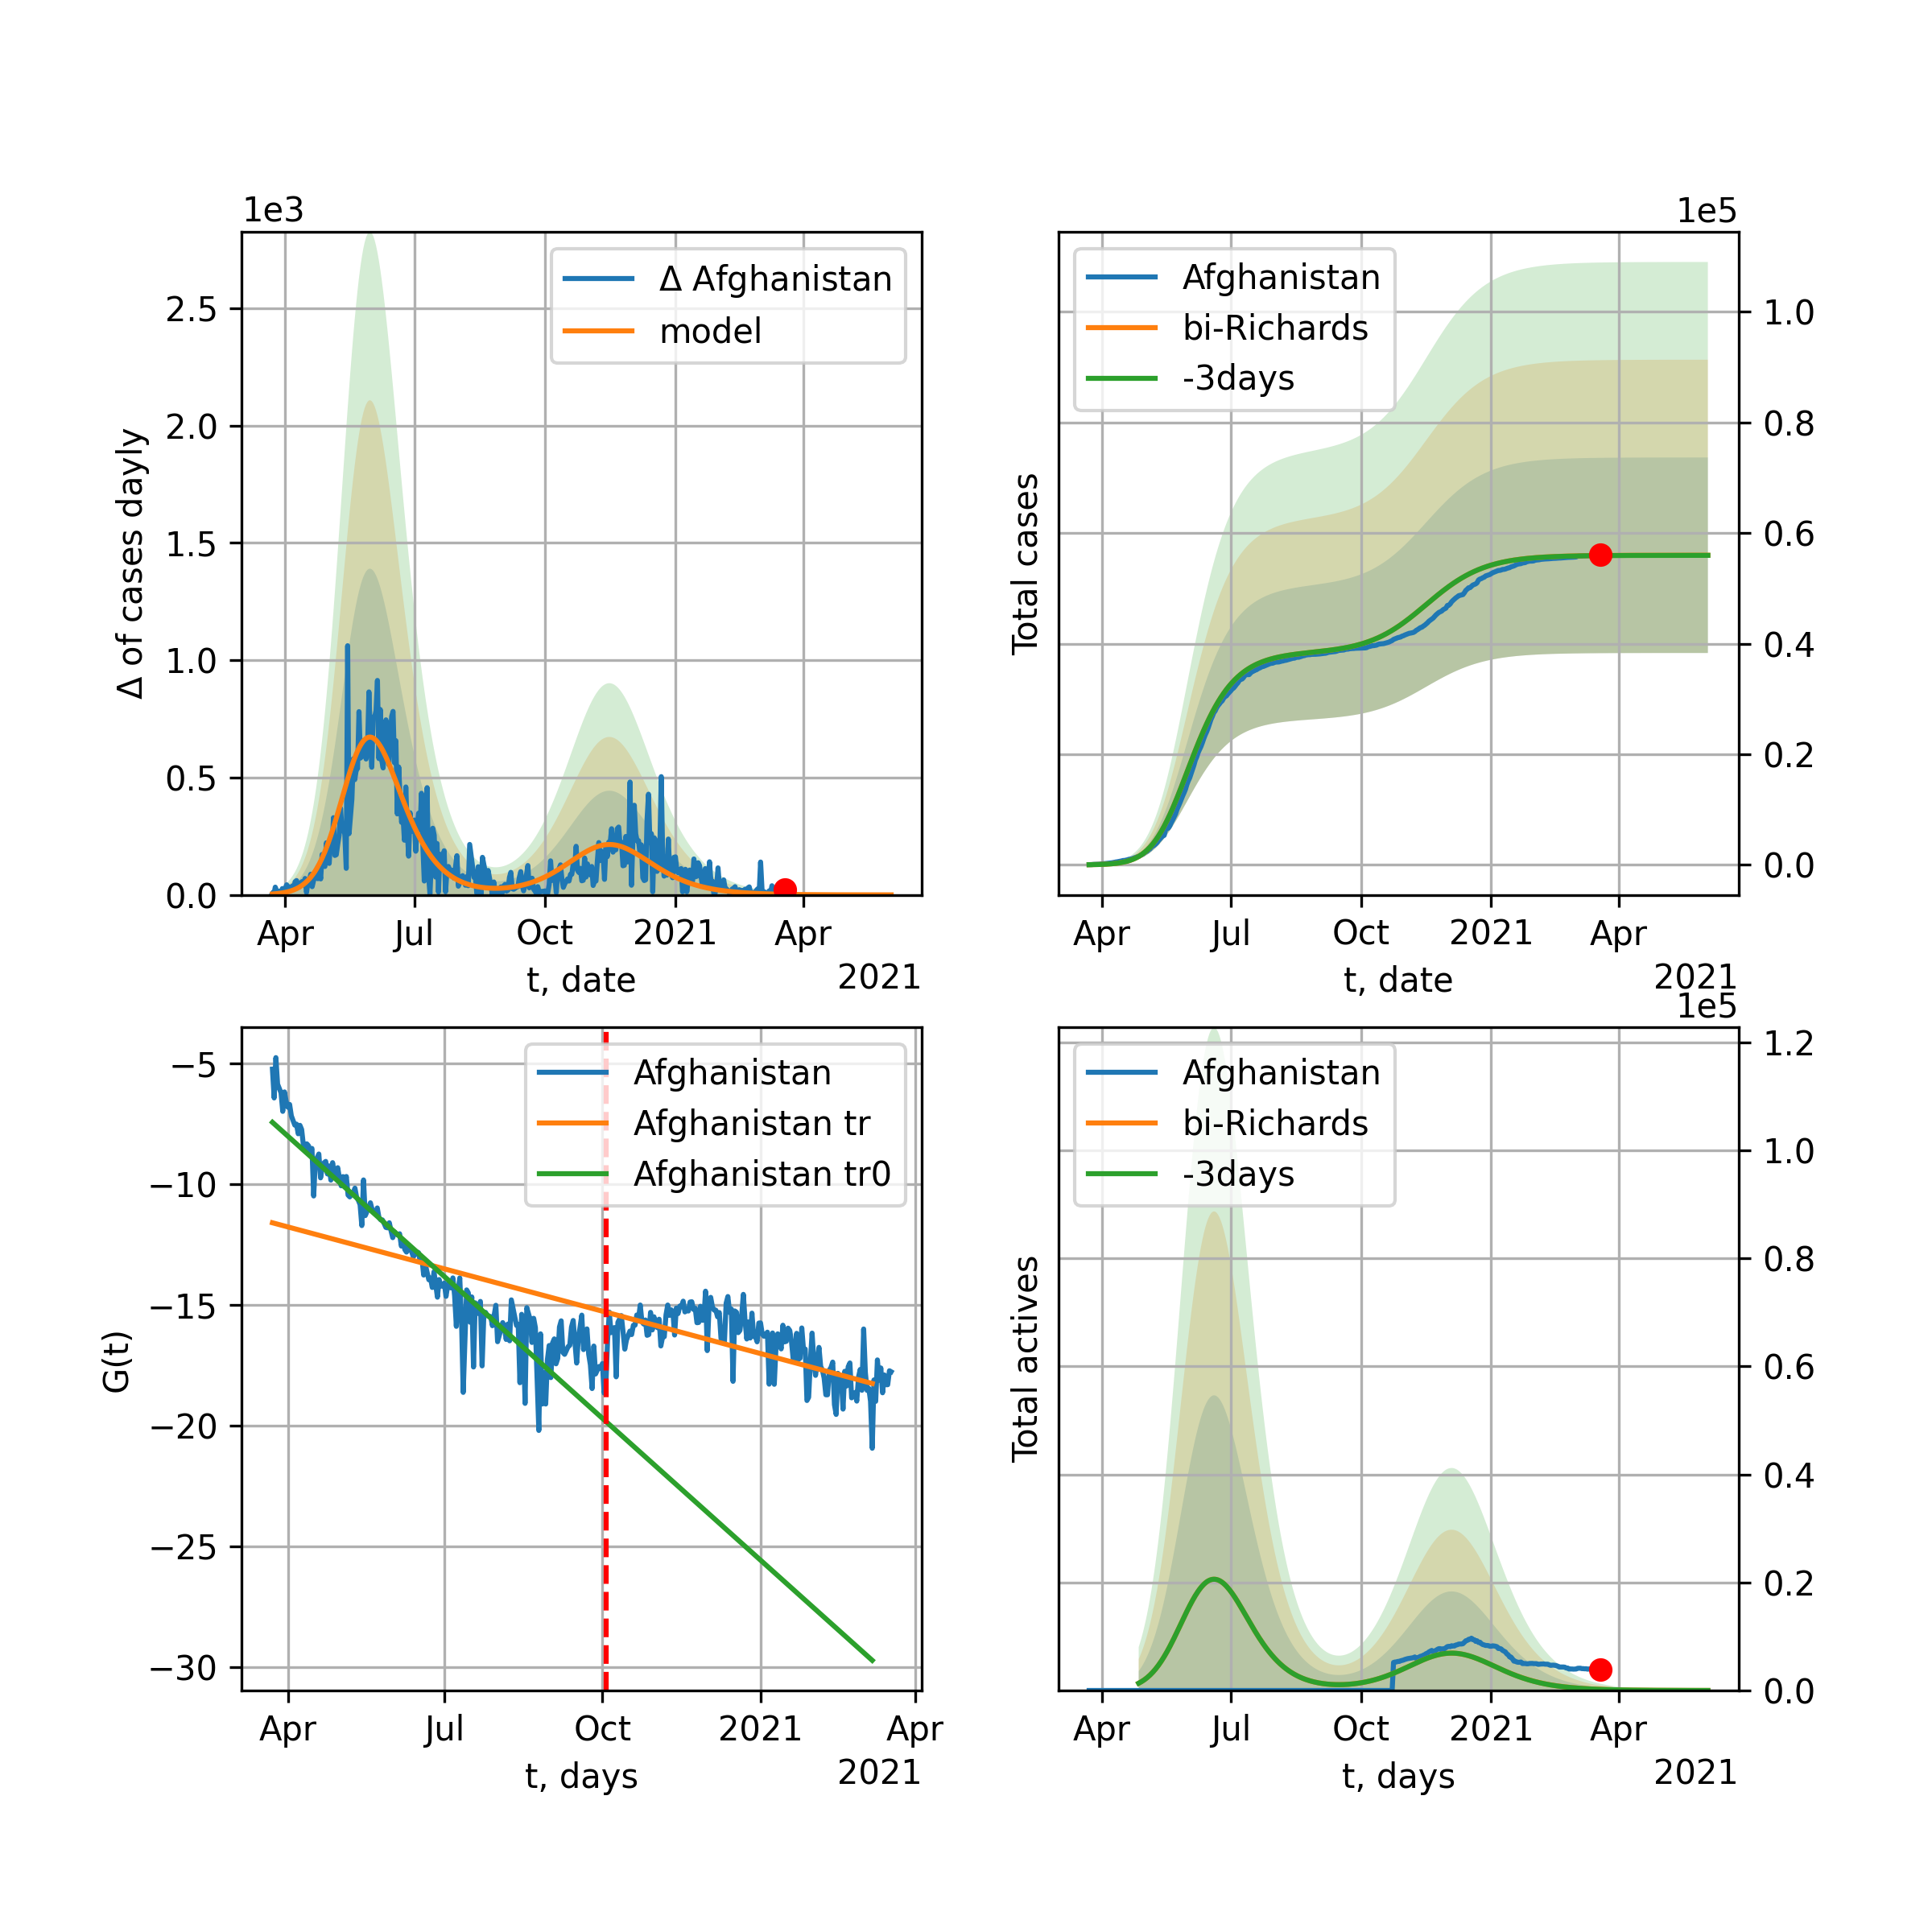 1e3
Δ of cases dayly
2.5
2.0
1.5
1.0
0.5
0.0
Δ Afghanistan
model
Apr
Jul
Oct
2021
Apr
t, date
2021
1e5
Total cases
Afghanistan
bi-Richards
-3days
1.0
0.8
0.6
0.4
0.2
0.0
Apr
Jul
Oct
2021
Apr
t, date
2021
G(t)
−5
−10
−15
−20
−25
−30
Afghanistan
Afghanistan tr
Afghanistan tr0
Apr
Jul
Oct
2021
Apr
t, days
2021
1e5
Total actives
Afghanistan
bi-Richards
-3days
1.2
1.0
0.8
0.6
0.4
0.2
0.0
Apr
Jul
Oct
2021
Apr
t, days
2021